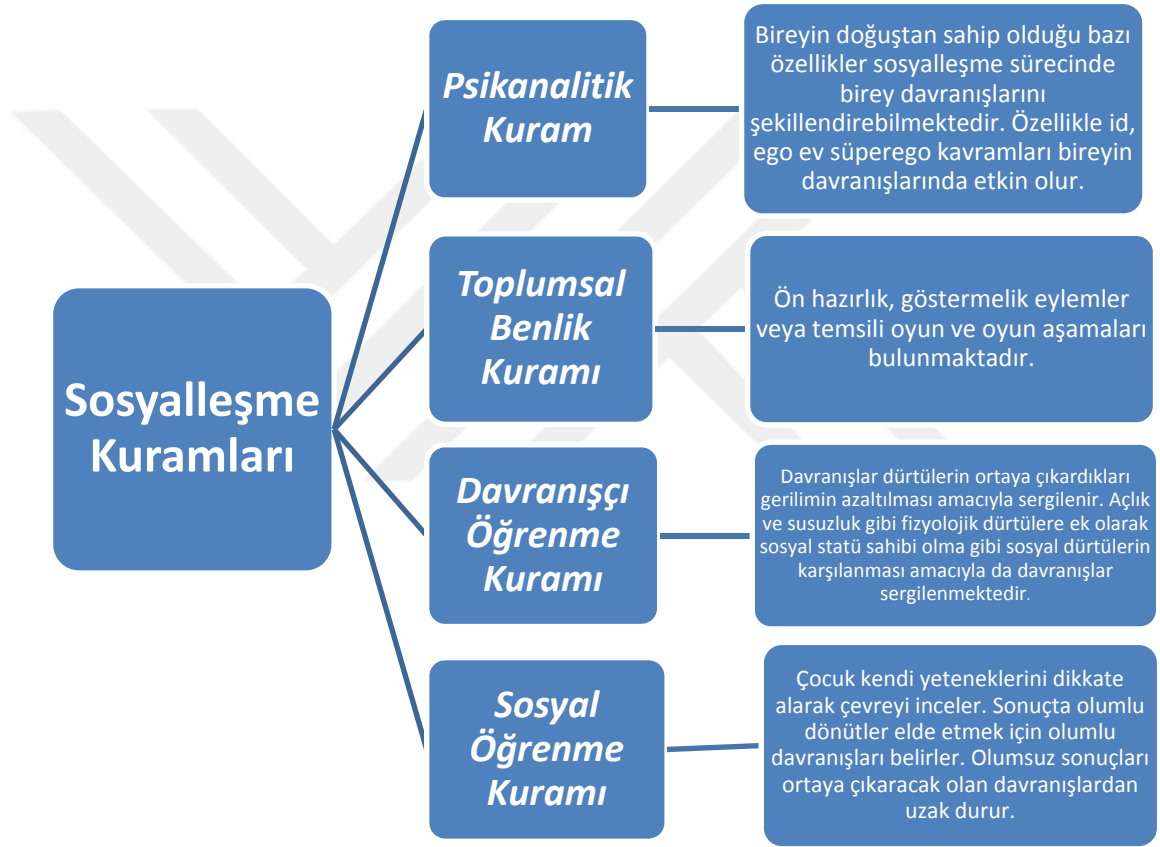 Sosyalleşme
Kuramları
Psikanalitik
Kuram
Bireyin doğuştan sahip olduğu bazı
özellikler sosyalleşme sürecinde
birey davranışlarını
şekillendirebilmektedir. Özellikle id,
ego ev süperego kavramları bireyin
davranışlarında etkin olur.
Toplumsal
Benlik
Kuramı
Ön hazırlık, göstermelik eylemler
veya temsili oyun ve oyun aşamaları
bulunmaktadır.
Davranışçı
Öğrenme
Kuramı
Davranışlar dürtülerin ortaya çıkardıkları
gerilimin azaltılması amacıyla sergilenir. Açlık
ve susuzluk gibi fizyolojik dürtülere ek olarak
sosyal statü sahibi olma gibi sosyal dürtülerin
karşılanması amacıyla da davranışlar
sergilenmektedir.
Sosyal
Öğrenme
Kuramı
Çocuk kendi yeteneklerini dikkate
alarak çevreyi inceler. Sonuçta olumlu
dönütler elde etmek için olumlu
davranışları belirler. Olumsuz sonuçları
ortaya çıkaracak olan davranışlardan
uzak durur.